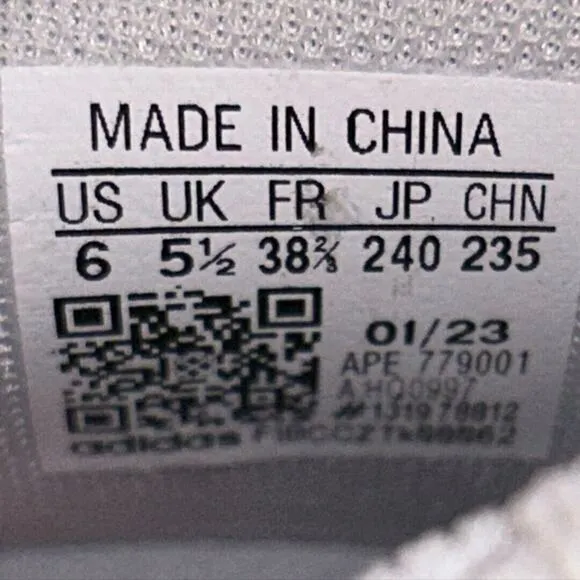 MADE IN CHINA
US UK FR JP CHN
6 5½ 38⅔ 240 235
01/23
APE 779001
adidas